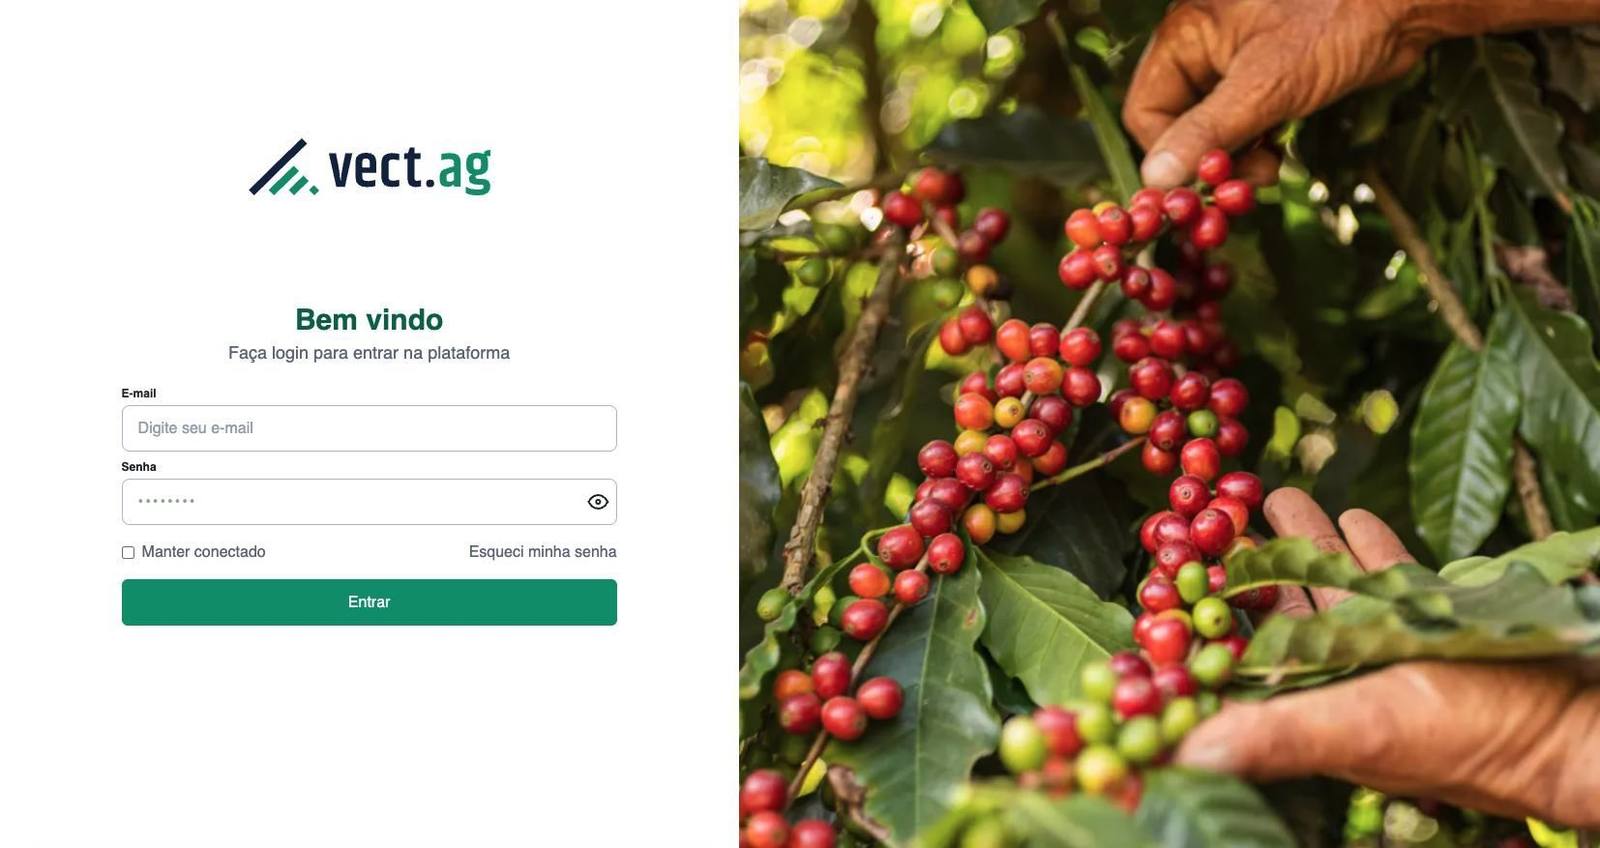 vect.ag
Bem vindo
Faça login para entrar na plataforma
E-mail
Digite seu e-mail
Senha
••••••••
Manter conectado
Esqueci minha senha
Entrar